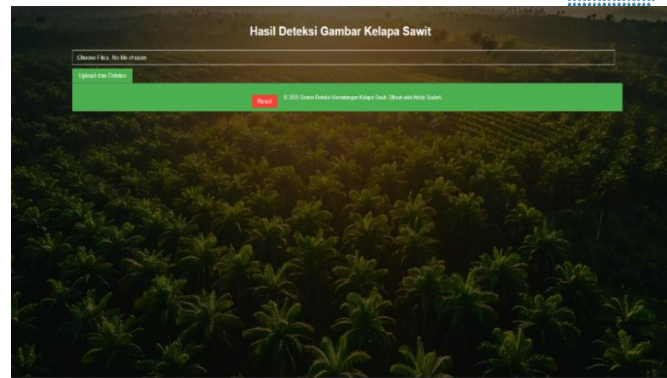 Hasil Deteksi Gambar Kelapa Sawit
Choose Files No file chosen
Upload dan Deteksi
Reset
© 2025 Sistem Deteksi Kematangan Kelapa Sawit. Dibuat oleh